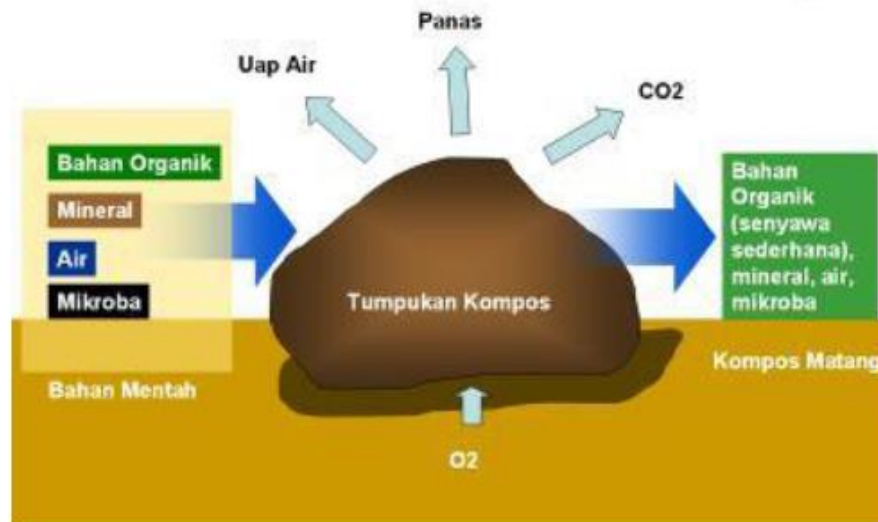 Panas
Uap Air
CO2
Bahan Organik
Mineral
Air
Mikroba
Bahan Mentah
Tumpukan Kompos
O2
Bahan
Organik
(senyawa
sederhana),
mineral, air,
mikroba
Kompos Matang